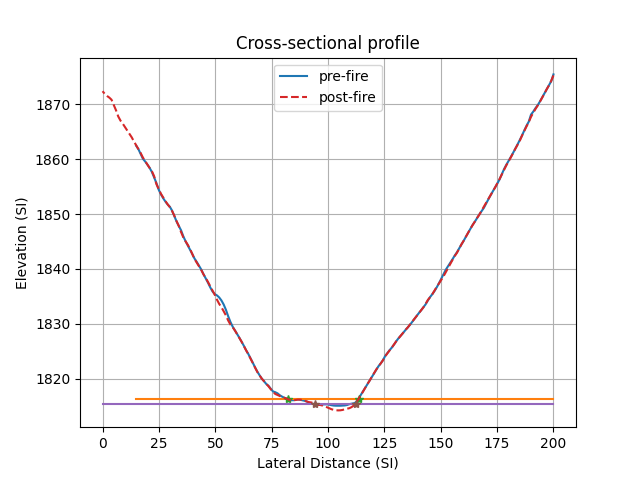 Cross-sectional profile
pre-fire
post-fire
Elevation (SI)
1870
1860
1850
1840
1830
1820
0 25 50 75 100 125 150 175 200
Lateral Distance (SI)